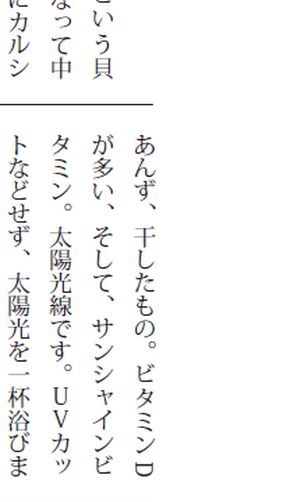 という貝
なって中
にカルシ
あんず、干したもの。ビタミンD
が多い、そして、サンシャインビ
タミン。太陽光線です。UVカッ
トなどせず、太陽光を一杯浴びま